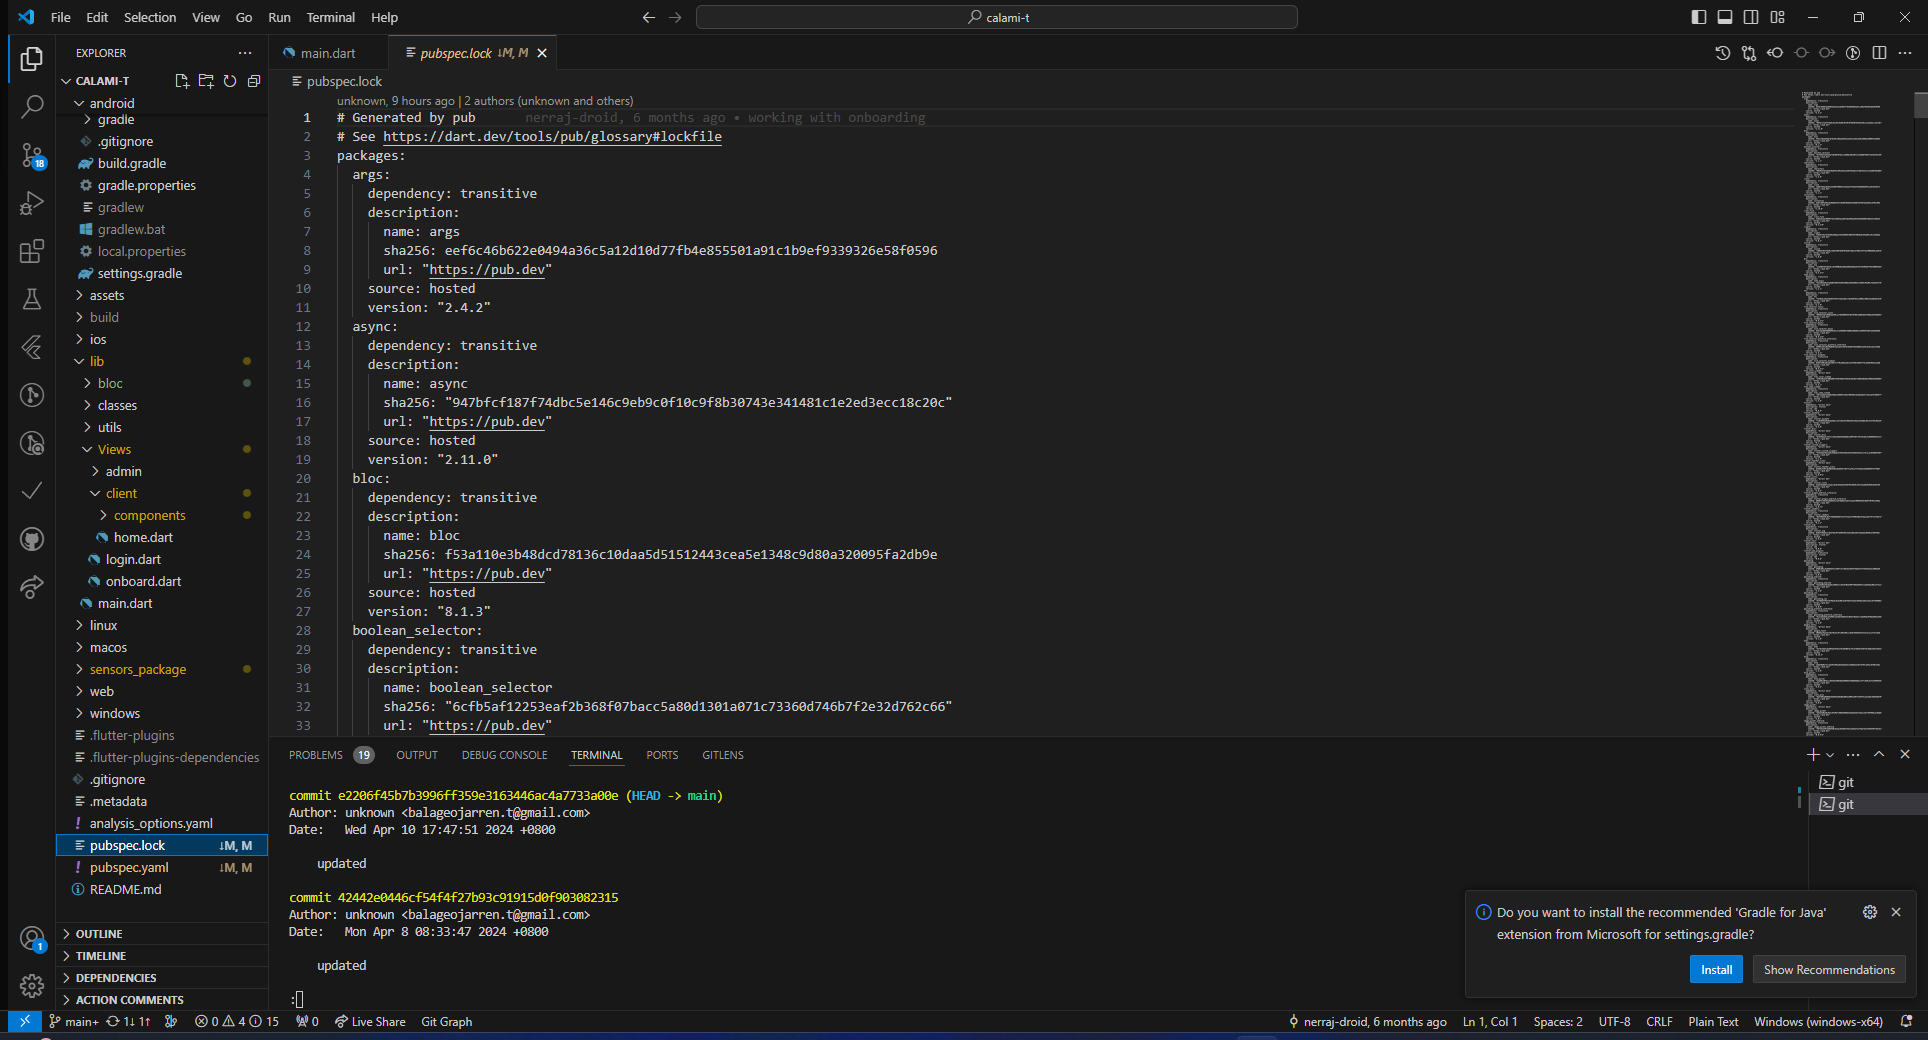 File Edit Selection View Go Run Terminal Help
calami-t
EXPLORER
CALAMI-T
android
gradle
.gitignore
build.gradle
gradle.properties
gradlew
gradlew.bat
local.properties
settings.gradle
assets
build
ios
lib
bloc
classes
utils
Views
admin
client
components
home.dart
login.dart
onboard.dart
main.dart
linux
macos
sensors_package
web
windows
.flutter-plugins
.flutter-plugins-dependencies
.gitignore
.metadata
analysis_options.yaml
pubspec.lock ↓M, M
pubspec.yaml ↓M, M
README.md
OUTLINE
TIMELINE
DEPENDENCIES
ACTION COMMENTS
18
1
main.dart
pubspec.lock ↓M, M
pubspec.lock
unknown, 9 hours ago | 2 authors (unknown and others)
1 # Generated by pub nerraj-droid, 6 months ago • working with onboarding
2 # See https://dart.dev/tools/pub/glossary#lockfile
3 packages:
4 args:
5 dependency: transitive
6 description:
7 name: args
8 sha256: eef6c46b622e0494a36c5a12d10d77fb4e855501a91c1b9ef9339326e58f0596
9 url: "https://pub.dev"
10 source: hosted
11 version: "2.4.2"
12 async:
13 dependency: transitive
14 description:
15 name: async
16 sha256: "947bfcf187f74dbc5e146c9eb9c0f10c9f8b30743e341481c1e2ed3ecc18c20c"
17 url: "https://pub.dev"
18 source: hosted
19 version: "2.11.0"
20 bloc:
21 dependency: transitive
22 description:
23 name: bloc
24 sha256: f53a110e3b48dcd78136c10daa5d51512443cea5e1348c9d80a320095fa2db9e
25 url: "https://pub.dev"
26 source: hosted
27 version: "8.1.3"
28 boolean_selector:
29 dependency: transitive
30 description:
31 name: boolean_selector
32 sha256: "6cfb5af12253eaf2b368f07bacc5a80d1301a071c73360d746b7f2e32d762c66"
33 url: "https://pub.dev"
PROBLEMS 19 OUTPUT DEBUG CONSOLE TERMINAL PORTS GITLENS
commit e2206f45b7b3996ff359e3163446ac4a7733a00e (HEAD -> main)
Author: unknown <balageojarren.t@gmail.com>
Date: Wed Apr 10 17:47:51 2024 +0800
updated
commit 42442e0446cf54f4f27b93c91915d0f903082315
Author: unknown <balageojarren.t@gmail.com>
Date: Mon Apr 8 08:33:47 2024 +0800
updated
:
git
git
Do you want to install the recommended 'Gradle for Java'
extension from Microsoft for settings.gradle?
Install Show Recommendations
main+ 1↓ 1↑ 0 4 15 0 Live Share Git Graph nerraj-droid, 6 months ago Ln 1, Col 1 Spaces: 2 UTF-8 CRLF Plain Text Windows (windows-x64)